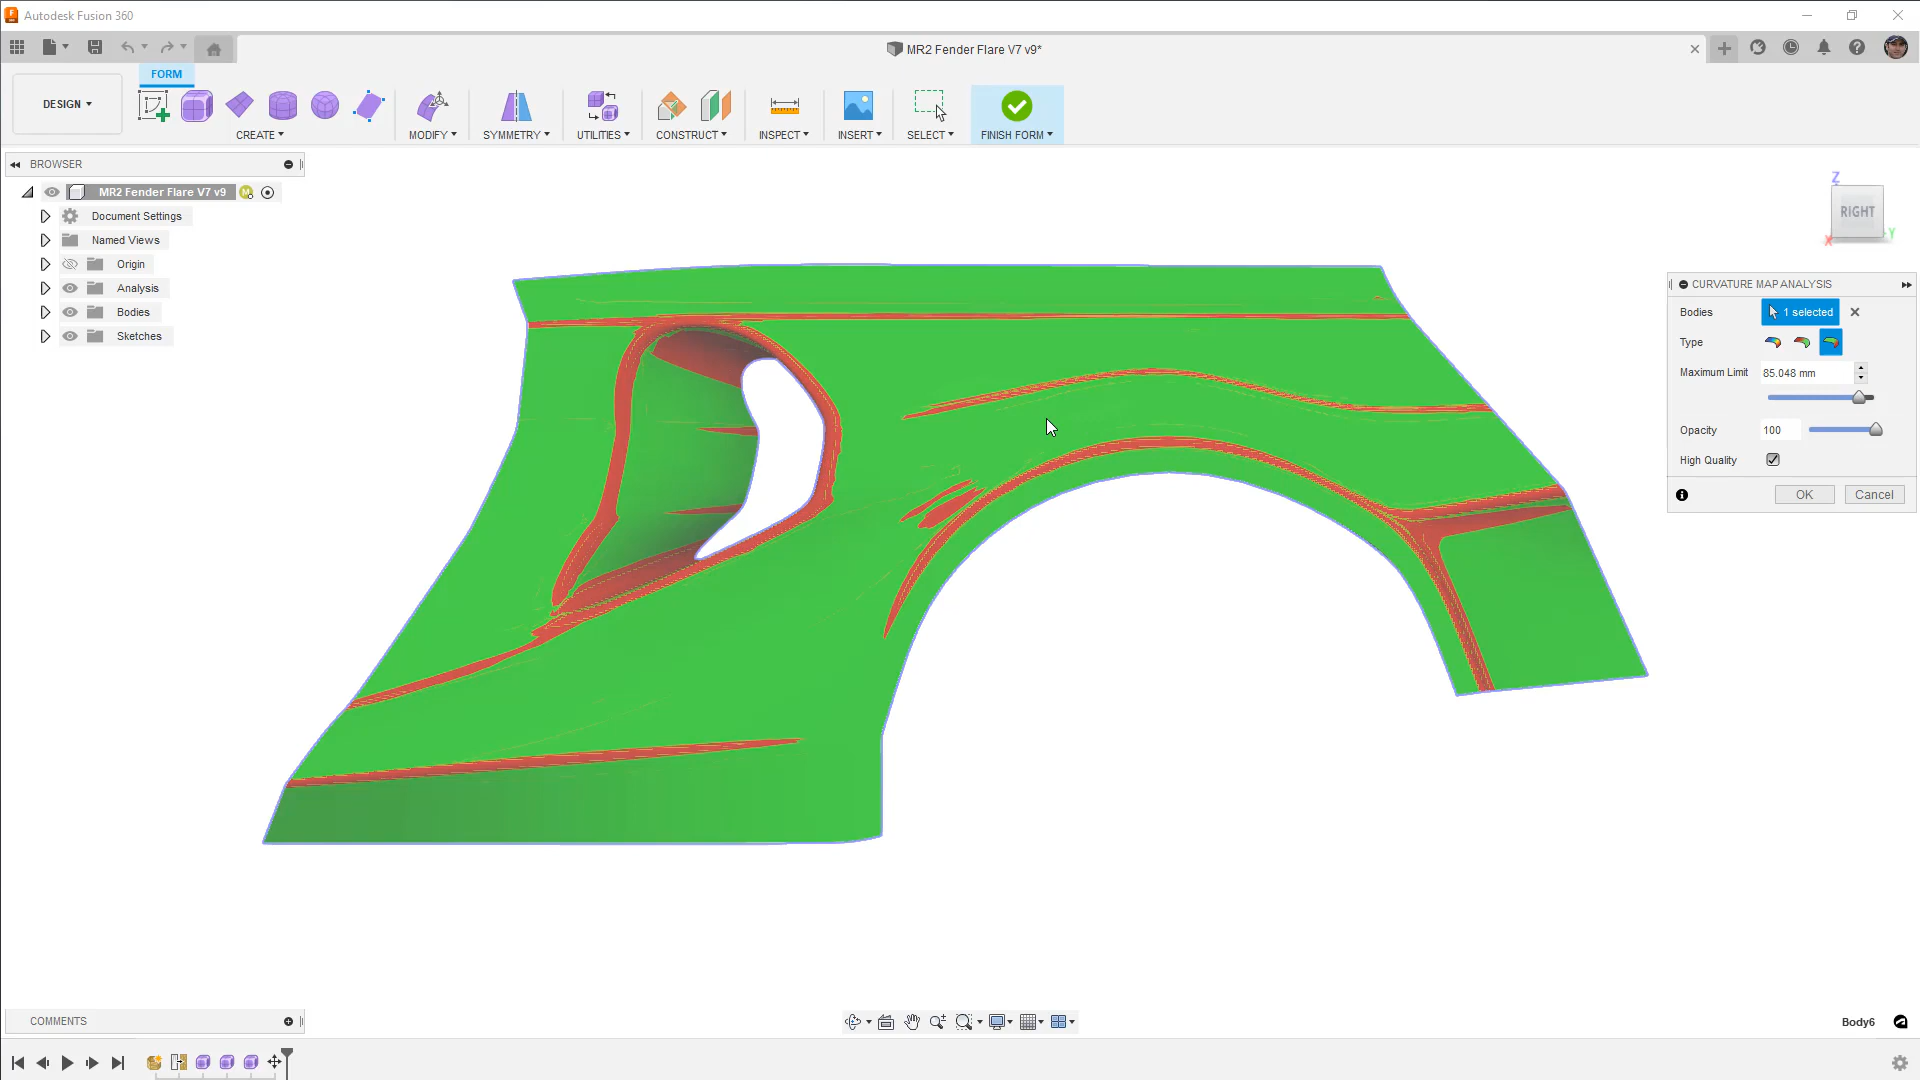 Autodesk Fusion 360
MR2 Fender Flare V7 v9*
FORM
DESIGN
CREATE
MODIFY
SYMMETRY
UTILITIES
CONSTRUCT
INSPECT
INSERT
SELECT
FINISH FORM
BROWSER
MR2 Fender Flare V7 v9
Document Settings
Named Views
Origin
Analysis
Bodies
Sketches
Z
RIGHT
X
Y
CURVATURE MAP ANALYSIS
Bodies 1 selected
Type
Maximum Limit 85.048 mm
Opacity 100
High Quality
OK Cancel
COMMENTS
Body6